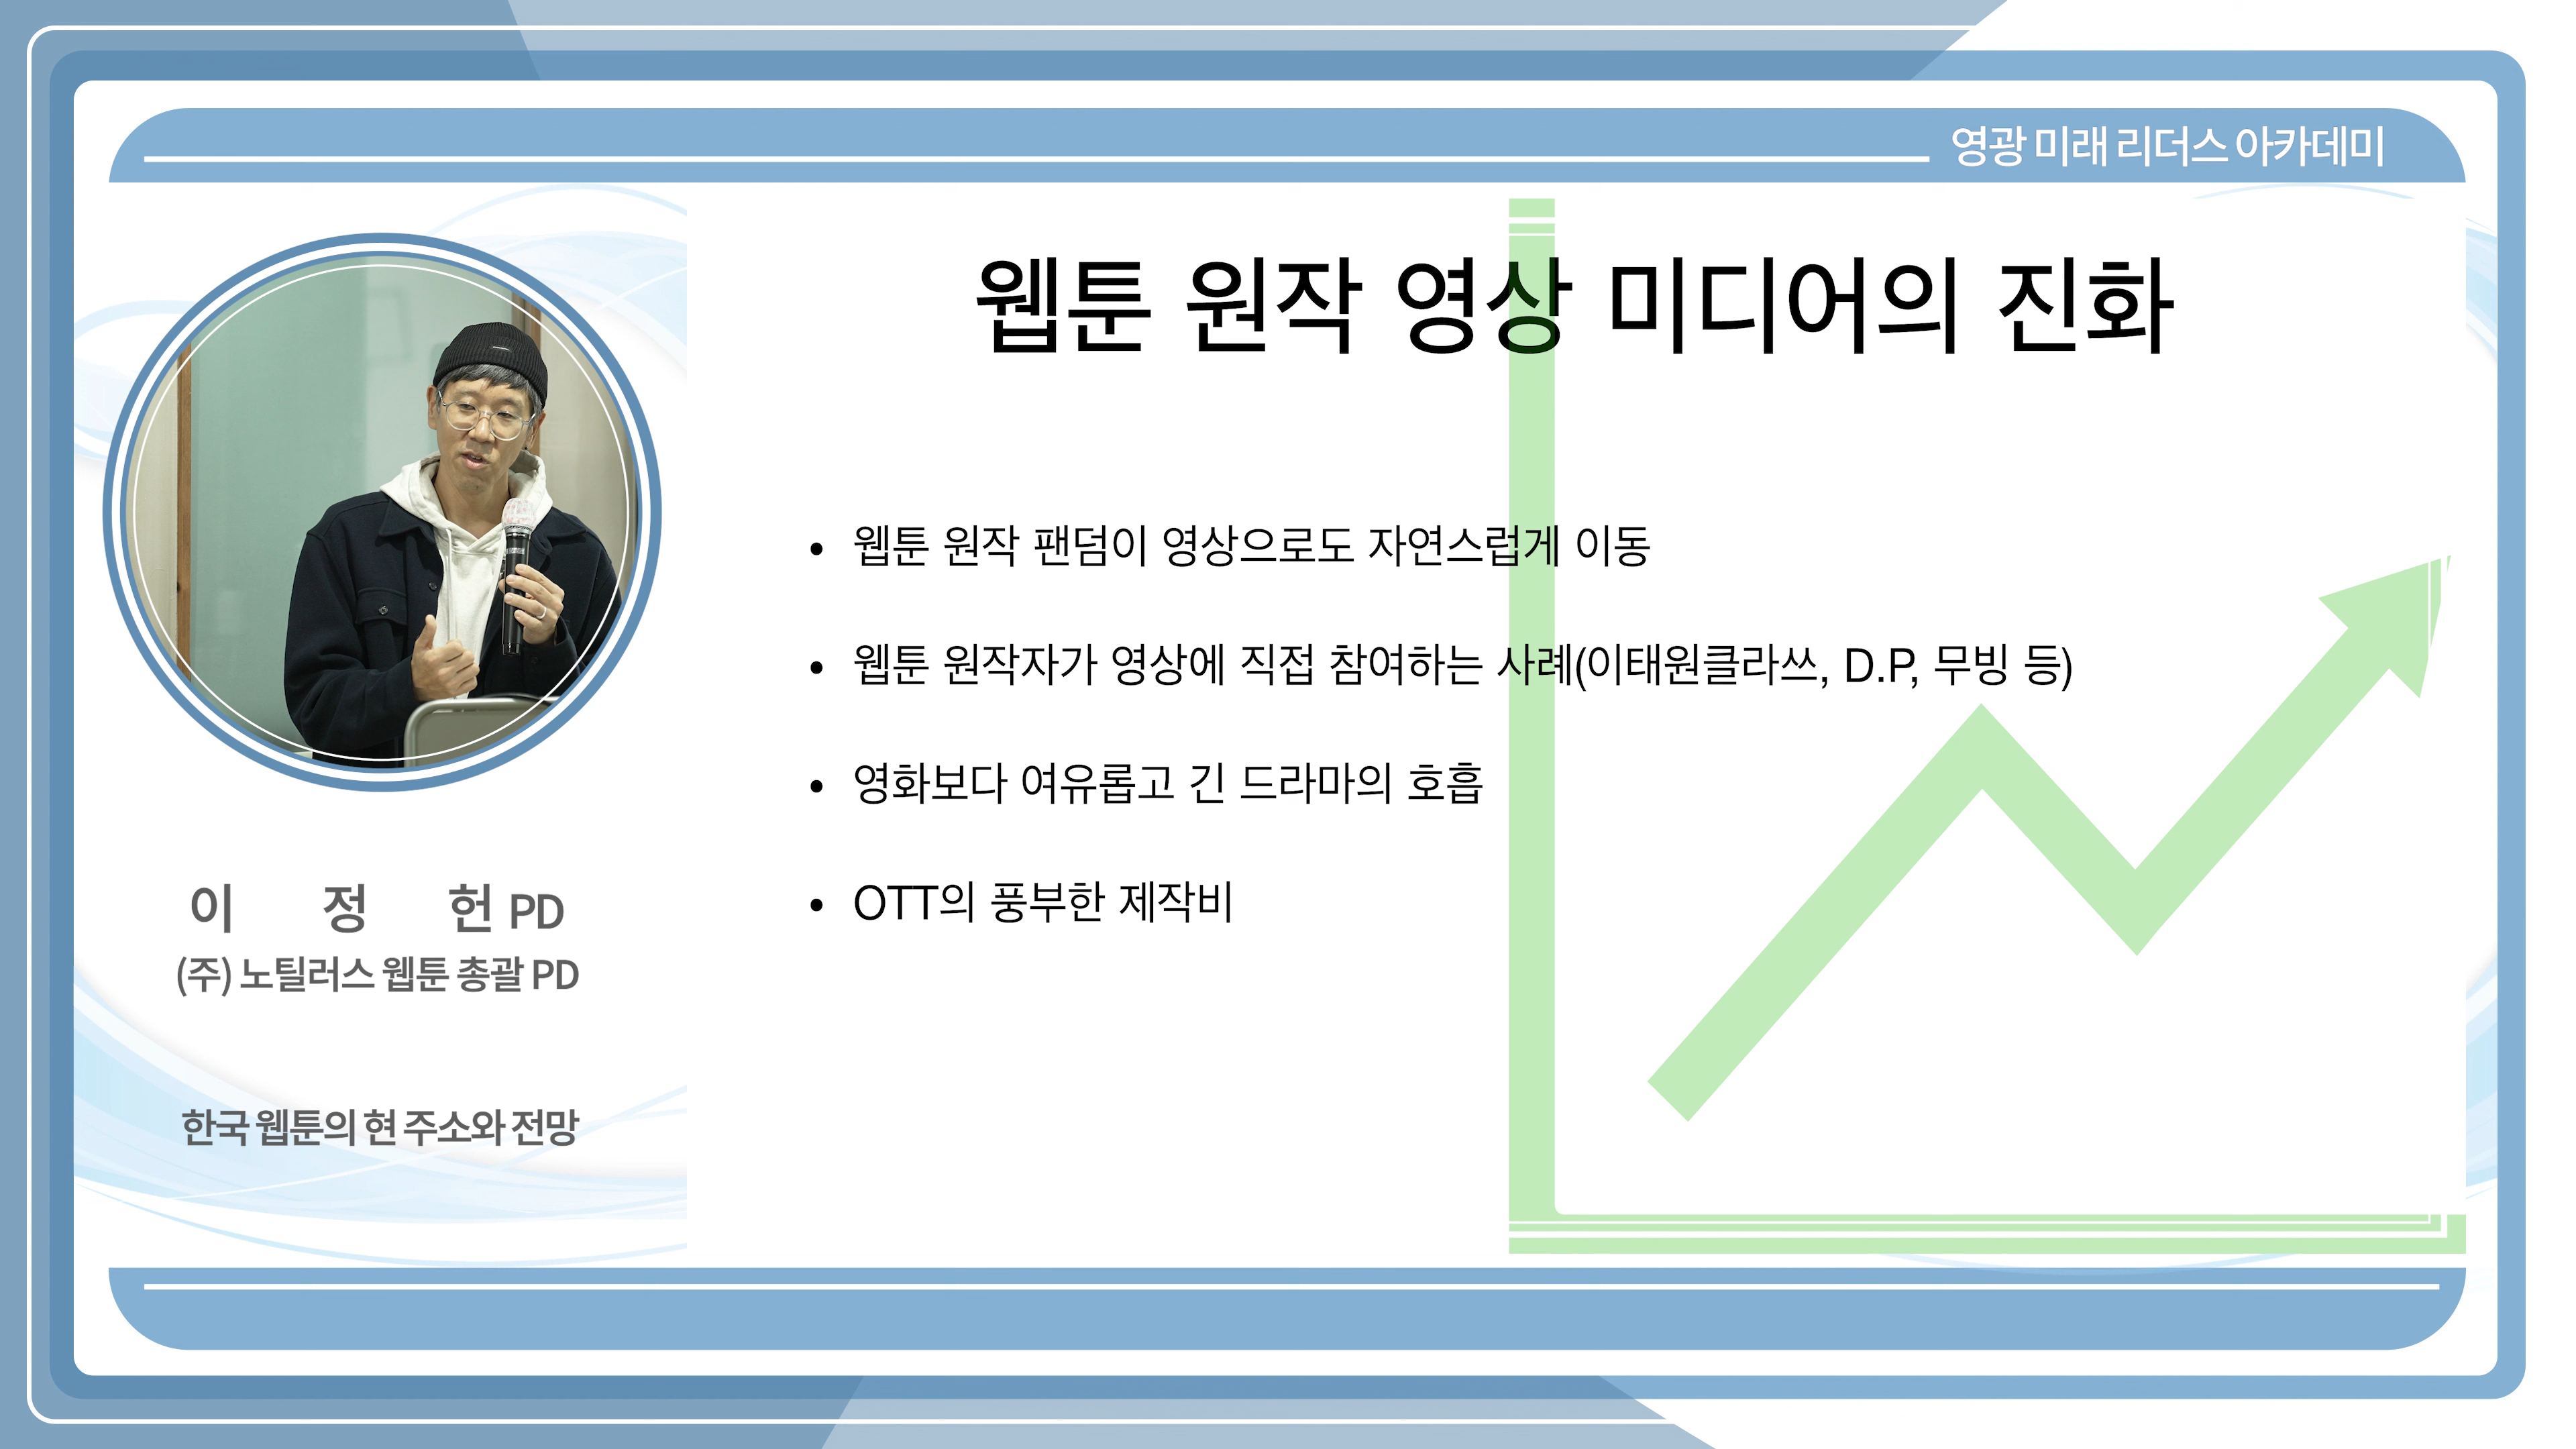 영광 미래 리더스 아카데미
웹툰 원작 영상 미디어의 진화
• 웹툰 원작 팬덤이 영상으로도 자연스럽게 이동
• 웹툰 원작자가 영상에 직접 참여하는 사례(이태원클라쓰, D.P, 무빙 등)
• 영화보다 여유롭고 긴 드라마의 호흡
• OTT의 풍부한 제작비
이 정 헌 PD
(주) 노틸러스 웹툰 총괄 PD
한국 웹툰의 현 주소와 전망